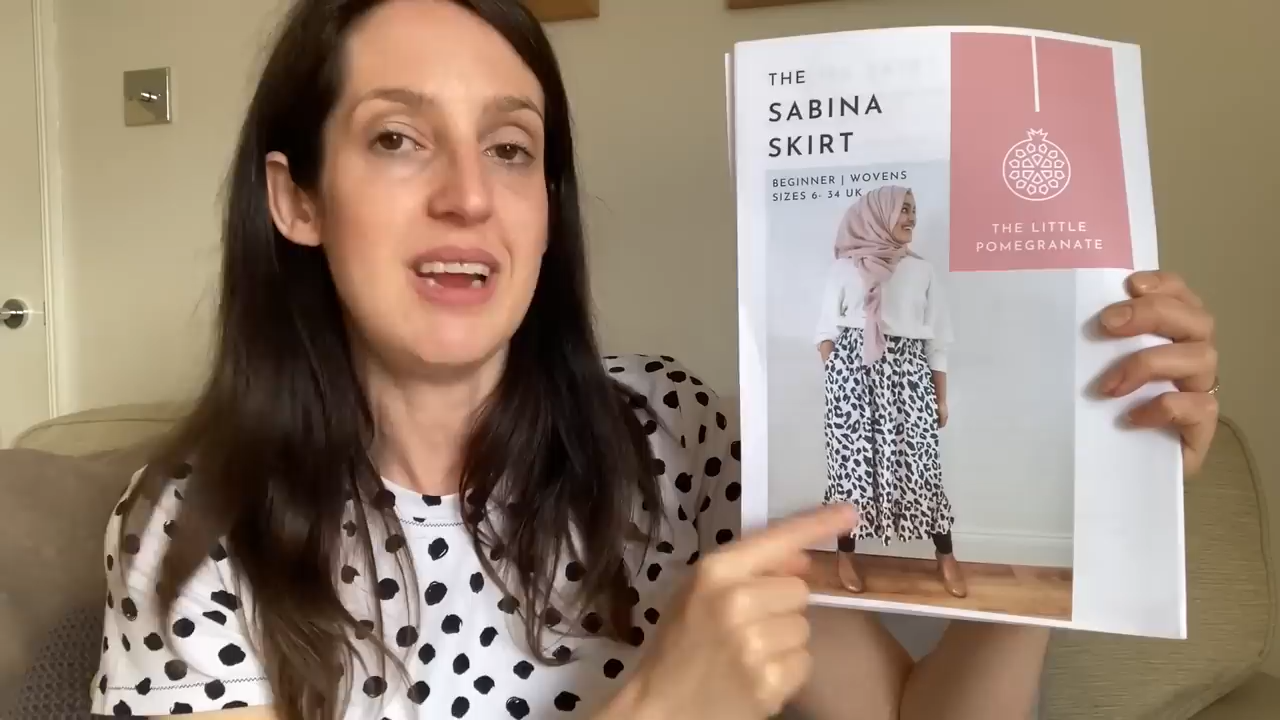 THE
SABINA
SKIRT
BEGINNER | WOVENS
SIZES 6- 34 UK
THE LITTLE
POMEGRANATE